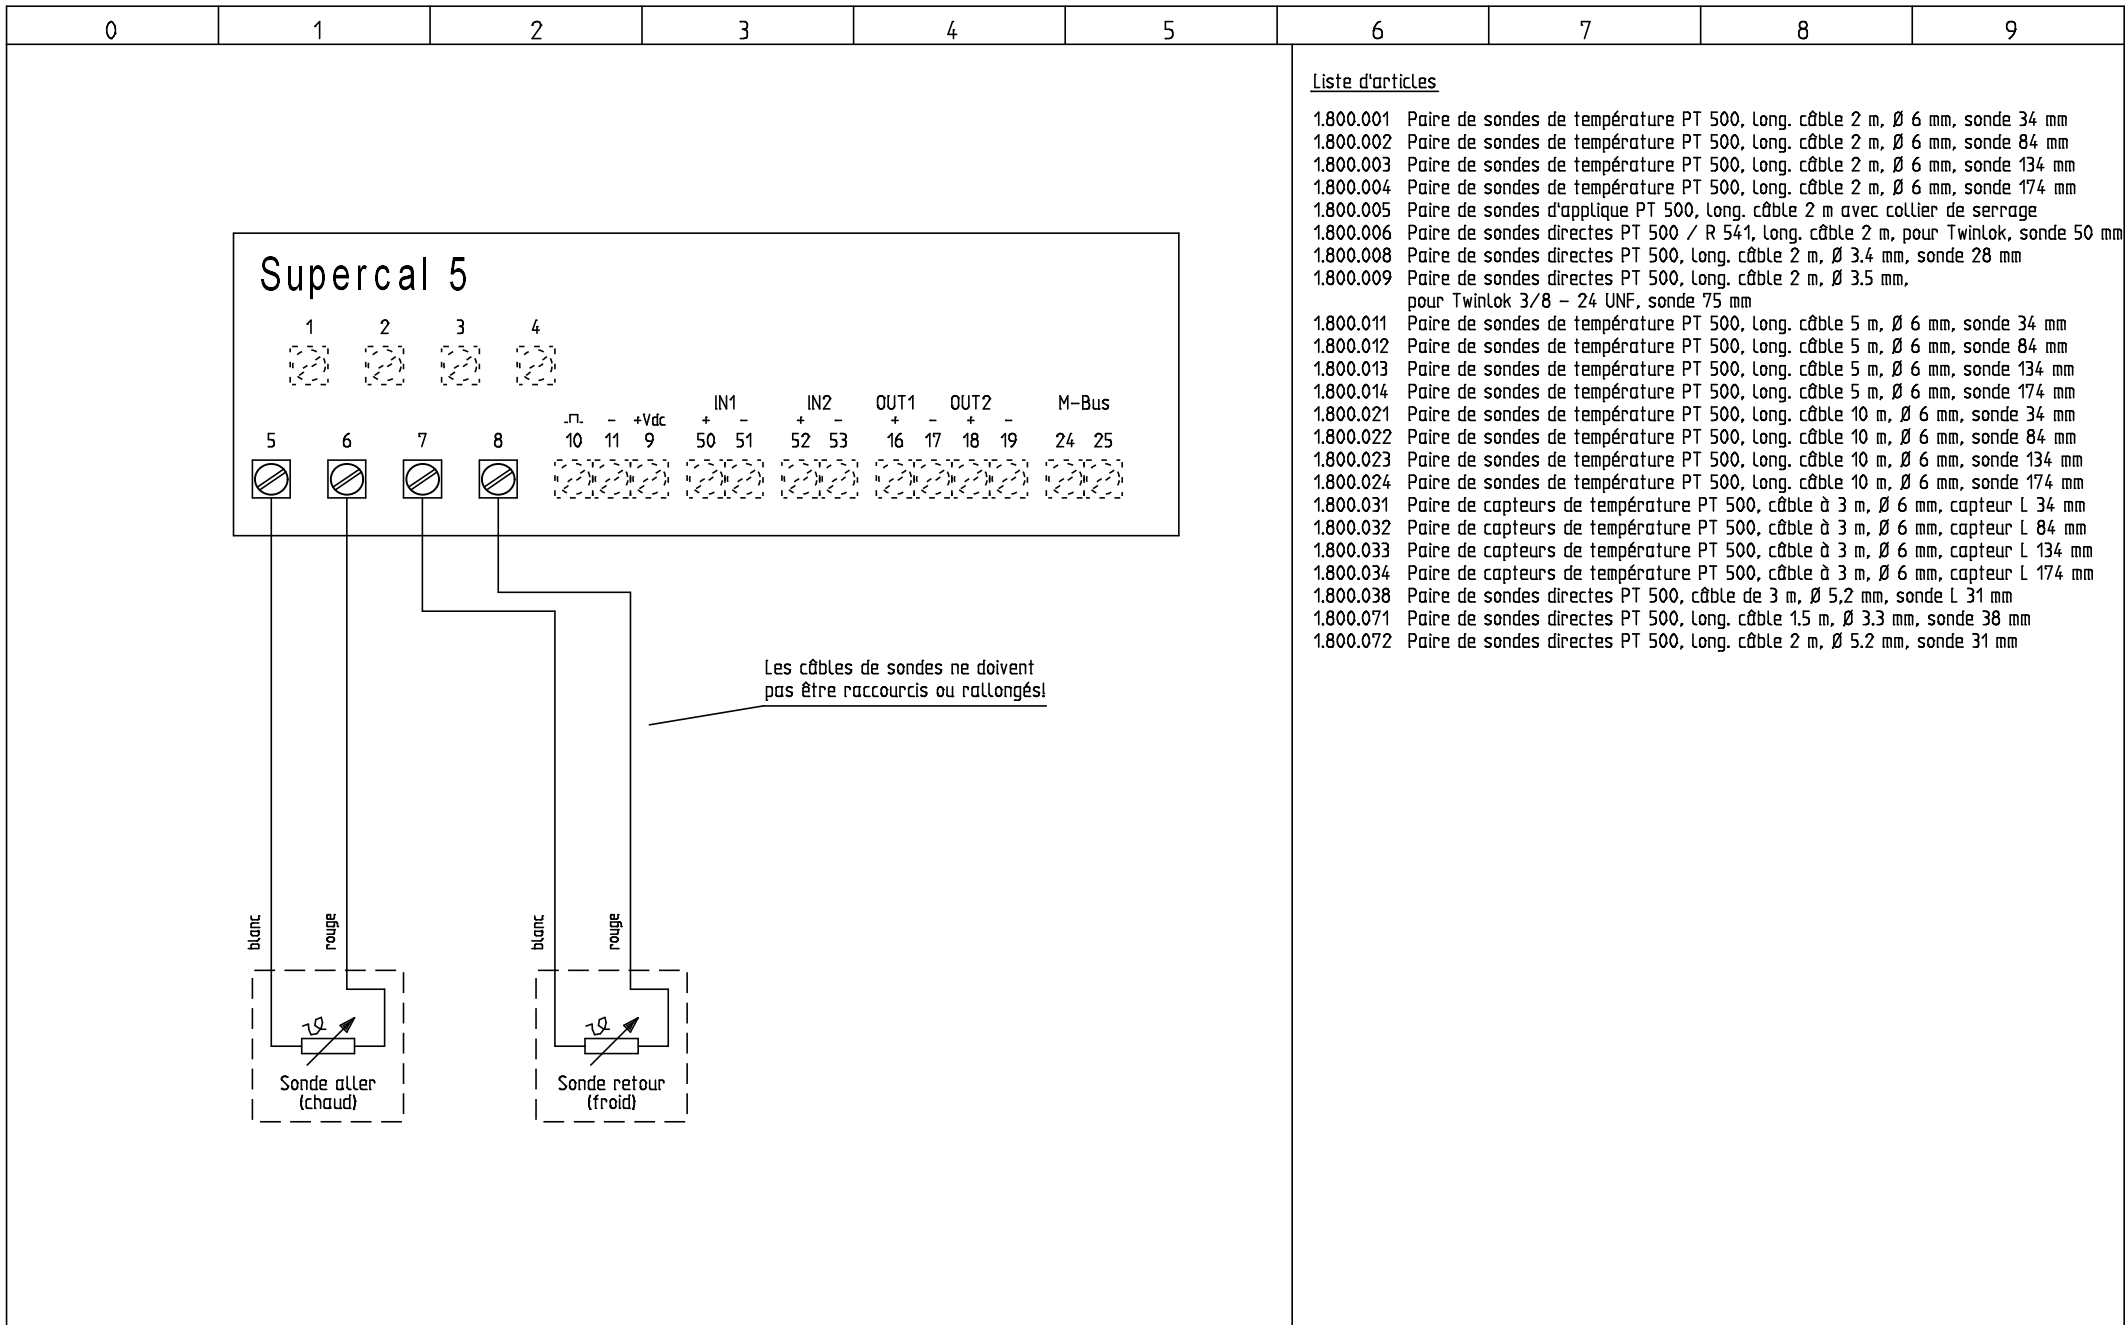 0 1 2 3 4 5 6 7 8 9
Supercal 5
1 2 3 4
IN1 IN2 OUT1 OUT2 M-Bus
- +Vdc + - + - + - + -
5 6 7 8 10 11 9 50 51 52 53 16 17 18 19 24 25
Les câbles de sondes ne doivent
pas être raccourcis ou rallongés!
blanc
rouge
blanc
rouge
Sonde aller
(chaud)
Sonde retour
(froid)
Liste d'articles
1.800.001 Paire de sondes de température PT 500, long. câble 2 m, Ø 6 mm, sonde 34 mm
1.800.002 Paire de sondes de température PT 500, long. câble 2 m, Ø 6 mm, sonde 84 mm
1.800.003 Paire de sondes de température PT 500, long. câble 2 m, Ø 6 mm, sonde 134 mm
1.800.004 Paire de sondes de température PT 500, long. câble 2 m, Ø 6 mm, sonde 174 mm
1.800.005 Paire de sondes d'applique PT 500, long. câble 2 m avec collier de serrage
1.800.006 Paire de sondes directes PT 500 / R 541, long. câble 2 m, pour Twinlok, sonde 50 mm
1.800.008 Paire de sondes directes PT 500, long. câble 2 m, Ø 3.4 mm, sonde 28 mm
1.800.009 Paire de sondes directes PT 500, long. câble 2 m, Ø 3.5 mm,
pour Twinlok 3/8 - 24 UNF, sonde 75 mm
1.800.011 Paire de sondes de température PT 500, long. câble 5 m, Ø 6 mm, sonde 34 mm
1.800.012 Paire de sondes de température PT 500, long. câble 5 m, Ø 6 mm, sonde 84 mm
1.800.013 Paire de sondes de température PT 500, long. câble 5 m, Ø 6 mm, sonde 134 mm
1.800.014 Paire de sondes de température PT 500, long. câble 5 m, Ø 6 mm, sonde 174 mm
1.800.021 Paire de sondes de température PT 500, long. câble 10 m, Ø 6 mm, sonde 34 mm
1.800.022 Paire de sondes de température PT 500, long. câble 10 m, Ø 6 mm, sonde 84 mm
1.800.023 Paire de sondes de température PT 500, long. câble 10 m, Ø 6 mm, sonde 134 mm
1.800.024 Paire de sondes de température PT 500, long. câble 10 m, Ø 6 mm, sonde 174 mm
1.800.031 Paire de capteurs de température PT 500, câble à 3 m, Ø 6 mm, capteur L 34 mm
1.800.032 Paire de capteurs de température PT 500, câble à 3 m, Ø 6 mm, capteur L 84 mm
1.800.033 Paire de capteurs de température PT 500, câble à 3 m, Ø 6 mm, capteur L 134 mm
1.800.034 Paire de capteurs de température PT 500, câble à 3 m, Ø 6 mm, capteur L 174 mm
1.800.038 Paire de sondes directes PT 500, câble de 3 m, Ø 5,2 mm, sonde L 31 mm
1.800.071 Paire de sondes directes PT 500, long. câble 1.5 m, Ø 3.3 mm, sonde 38 mm
1.800.072 Paire de sondes directes PT 500, long. câble 2 m, Ø 5.2 mm, sonde 31 mm